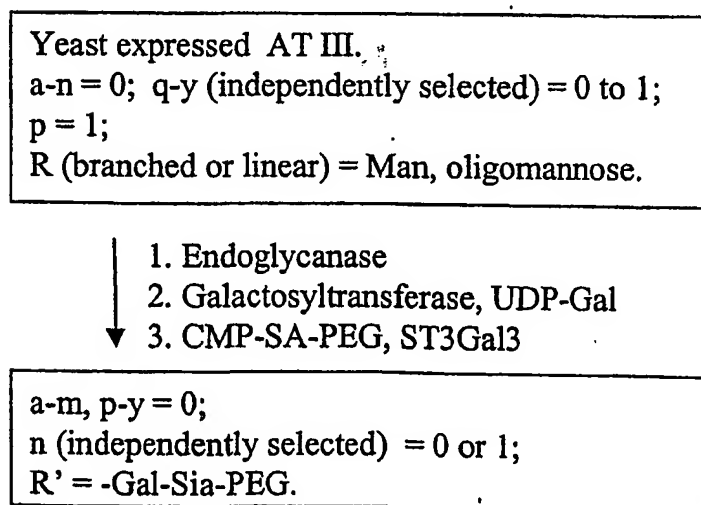 Yeast expressed AT III.
a-n = 0; q-y (independently selected) = 0 to 1;
p = 1;
R (branched or linear) = Man, oligomannose.
1. Endoglycanase
2. Galactosyltransferase, UDP-Gal
3. CMP-SA-PEG, ST3Gal3
a-m, p-y = 0;
n (independently selected) = 0 or 1;
R' = -Gal-Sia-PEG.